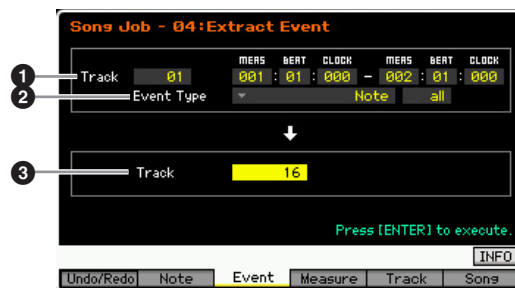 Song Job - 04:Extract Event
MEAS BEAT CLOCK MEAS BEAT CLOCK
1 Track 01 001 : 01 : 000 - 002 : 01 : 000
2 Event Type Note all
3 Track 16
Press [ENTER] to execute.
INFO
Undo/Redo Note Event Measure Track Song